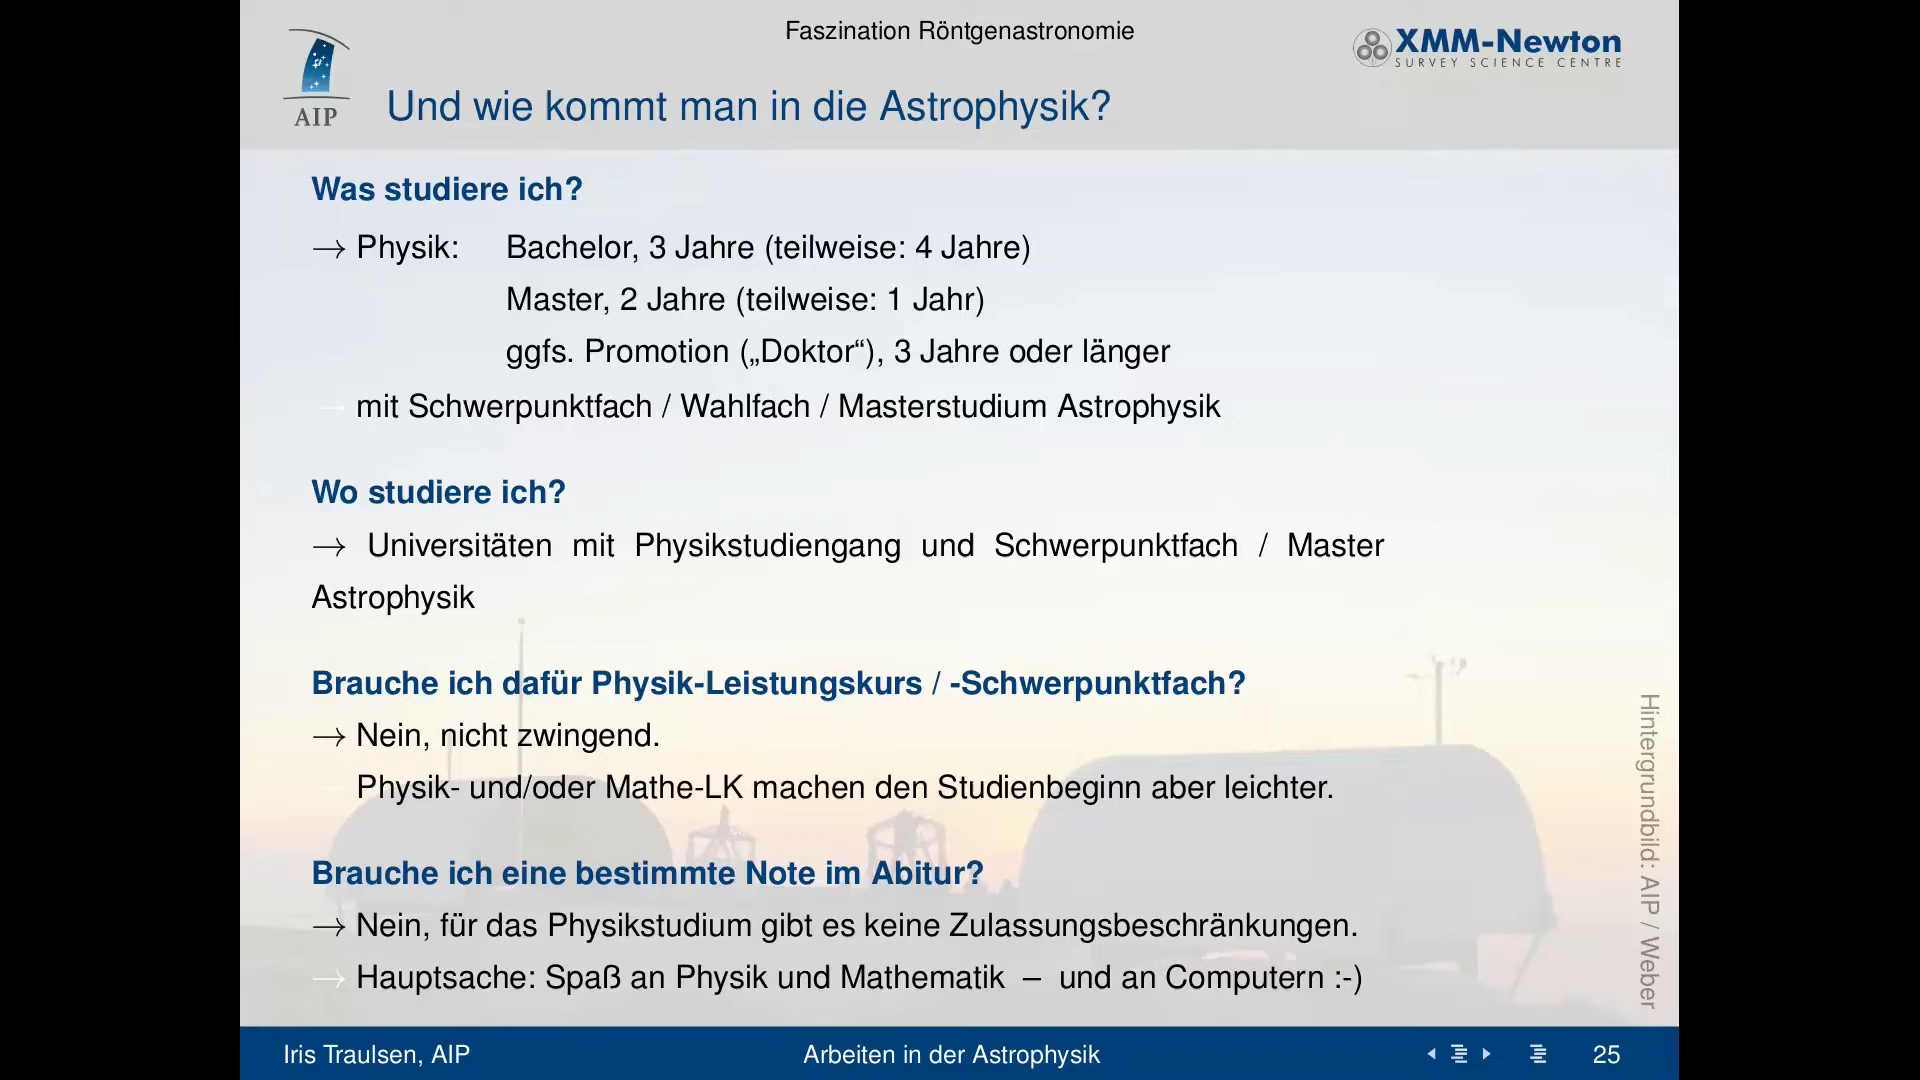 Faszination Röntgenastronomie
XMM-Newton
SURVEY SCIENCE CENTRE
AIP
Und wie kommt man in die Astrophysik?
Was studiere ich?
→ Physik: Bachelor, 3 Jahre (teilweise: 4 Jahre)
Master, 2 Jahre (teilweise: 1 Jahr)
ggfs. Promotion („Doktor“), 3 Jahre oder länger
→ mit Schwerpunktfach / Wahlfach / Masterstudium Astrophysik
Wo studiere ich?
→ Universitäten mit Physikstudiengang und Schwerpunktfach / Master
Astrophysik
Brauche ich dafür Physik-Leistungskurs / -Schwerpunktfach?
→ Nein, nicht zwingend.
Physik- und/oder Mathe-LK machen den Studienbeginn aber leichter.
Brauche ich eine bestimmte Note im Abitur?
→ Nein, für das Physikstudium gibt es keine Zulassungsbeschränkungen.
→ Hauptsache: Spaß an Physik und Mathematik – und an Computern :-)
Hintergrundbild: AIP / Weber
Iris Traulsen, AIP
Arbeiten in der Astrophysik
25